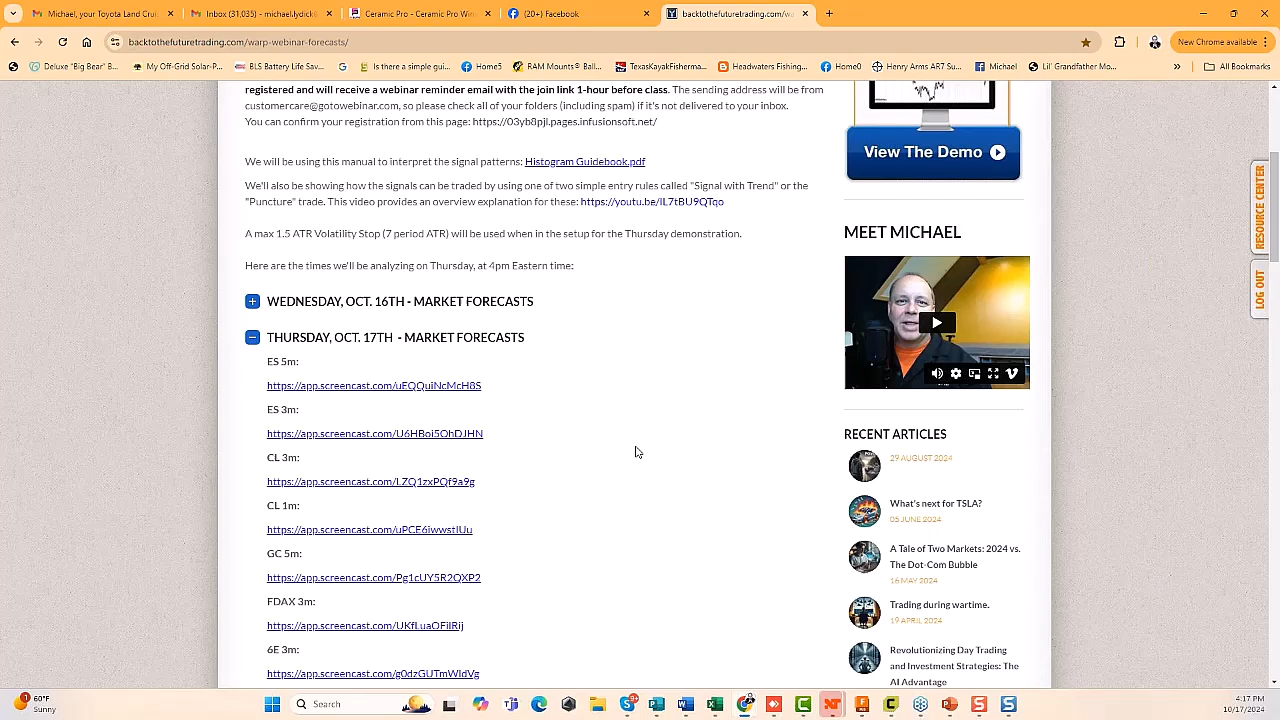 Michael, your Toyota Land Cruis
Inbox (31,035) - michael.lydick6
Ceramic Pro - Ceramic Pro Win
(20+) Facebook
backtothefuturetrading.com/wa
backtothefuturetrading.com/warp-webinar-forecasts/
New Chrome available
Deluxe "Big Bear" B...
My Off-Grid Solar-P...
BLS Battery Life Sav...
Is there a simple gui...
Home5
RAM Mounts® Ball...
TexasKayakFisherma...
Headwaters Fishing...
Home0
Henry Arms ART Su...
Michael
Lil' Grandfather Mo...
All Bookmarks
registered and will receive a webinar reminder email with the join link 1-hour before class. The sending address will be from
customercare@gotowebinar.com, so please check all of your folders (including spam) if it's not delivered to your inbox.
You can confirm your registration from this page: https://03yb8pjl.pages.infusionsoft.net/
We will be using this manual to interpret the signal patterns: Histogram Guidebook.pdf
We'll also be showing how the signals can be traded by using one of two simple entry rules called "Signal with Trend" or the
"Puncture" trade. This video provides an overview explanation for these: https://youtu.be/IL7tBU9QTqo
A max 1.5 ATR Volatility Stop (7 period ATR) will be used when in the setup for the Thursday demonstration.
Here are the times we'll be analyzing on Thursday, at 4pm Eastern time:
WEDNESDAY, OCT. 16TH - MARKET FORECASTS
THURSDAY, OCT. 17TH - MARKET FORECASTS
ES 5m:
https://app.screencast.com/uEQQuiNcMcH8S
ES 3m:
https://app.screencast.com/U6HBoi5OhDJHN
CL 3m:
https://app.screencast.com/LZQ1zxPQf9a9g
CL 1m:
https://app.screencast.com/uPCE6iwwstIUu
GC 5m:
https://app.screencast.com/Pg1cUY5R2QXP2
FDAX 3m:
https://app.screencast.com/UKfLuaOFiIRij
6E 3m:
https://app.screencast.com/g0dzGUTmWldVg
View The Demo
MEET MICHAEL
RECENT ARTICLES
29 AUGUST 2024
What's next for TSLA?
05 JUNE 2024
A Tale of Two Markets: 2024 vs.
The Dot-Com Bubble
16 MAY 2024
Trading during wartime.
19 APRIL 2024
Revolutionizing Day Trading
and Investment Strategies: The
AI Advantage
RESOURCE CENTER
LOG OUT
60°F
Sunny
Search
4:17 PM
10/17/2024